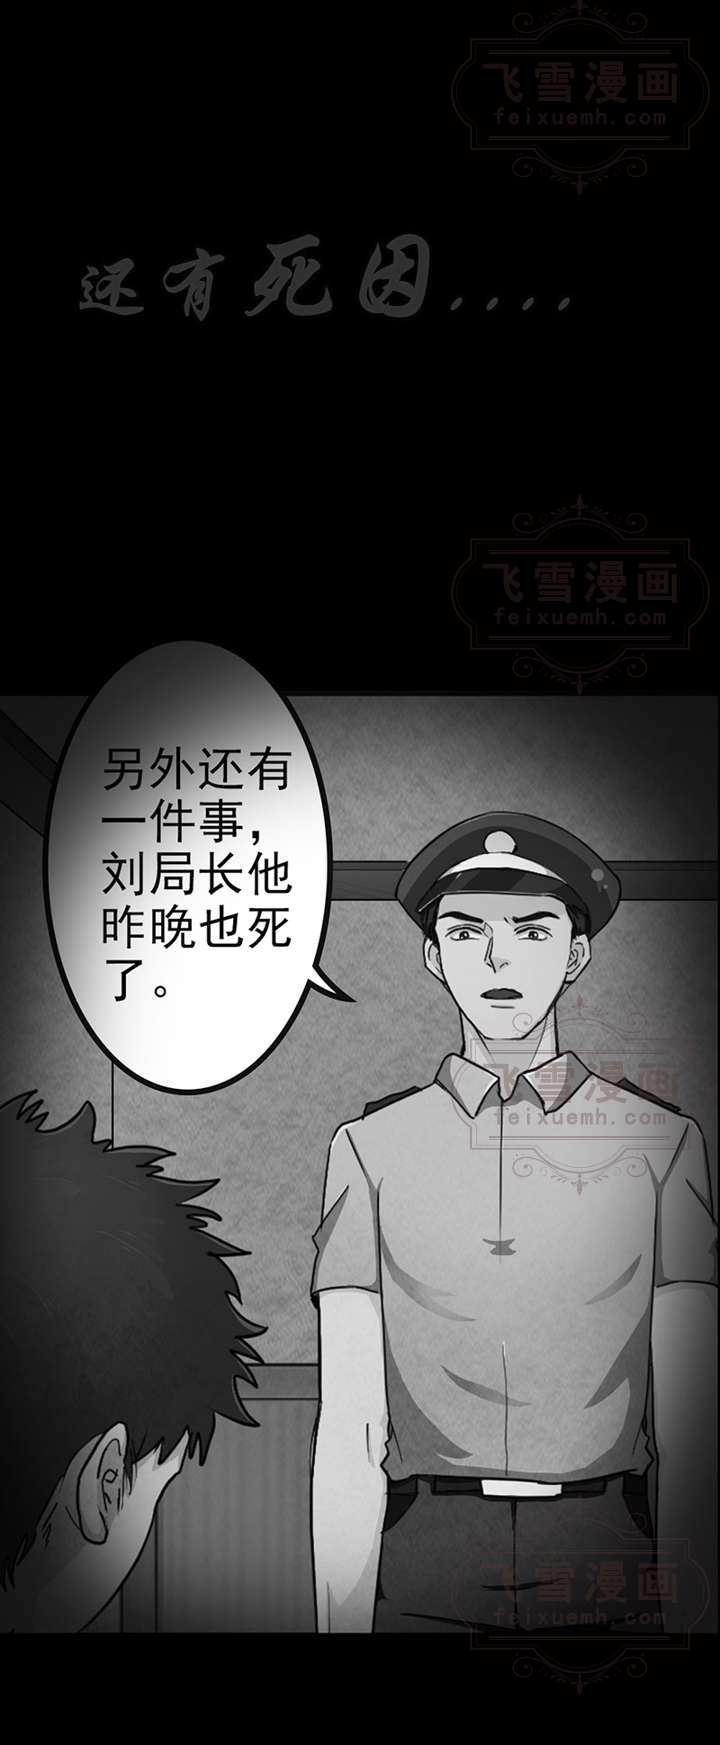 飞雪漫画
feixuemh.com
还有死因....
飞雪漫画
feixuemh.com
另外还有
一件事，
刘局长他
昨晚也死
了。
飞雪漫画
feixuemh.com
飞雪漫画
feixuemh.com